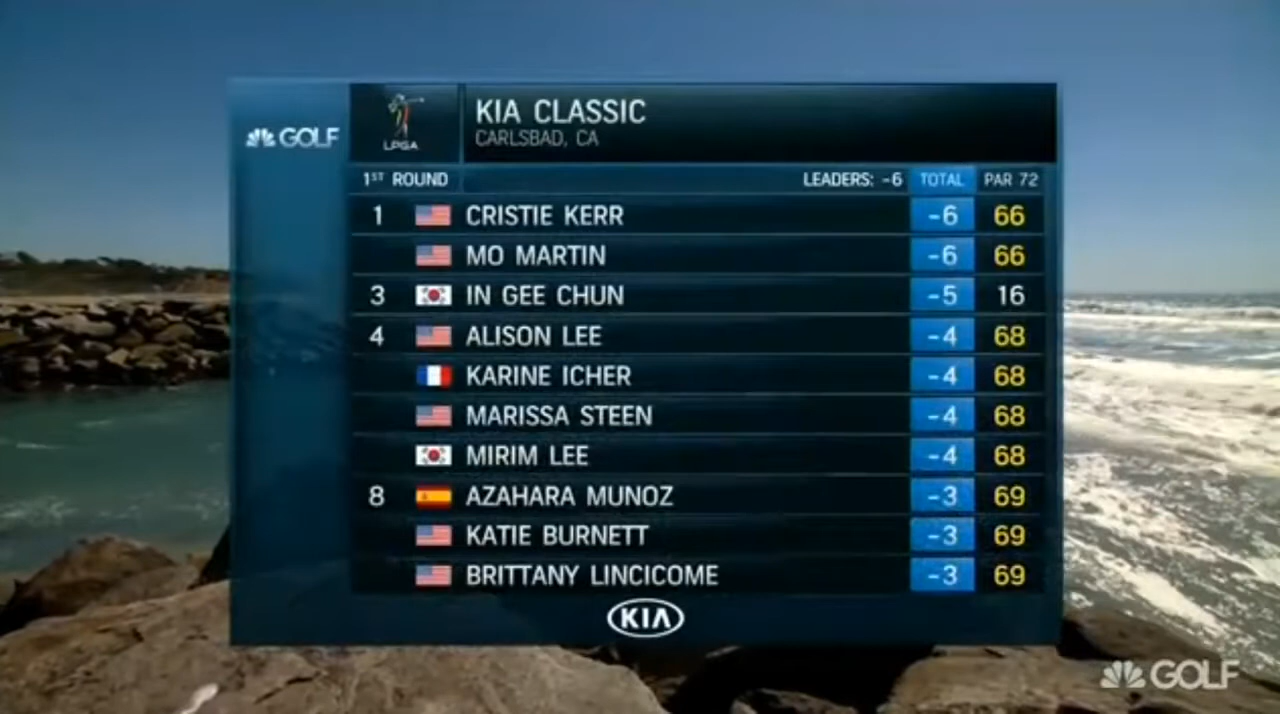 GOLF
LPGA
KIA CLASSIC
CARLSBAD, CA
1ST ROUND LEADERS: -6 TOTAL PAR 72
1 CRISTIE KERR -6 66
MO MARTIN -6 66
3 IN GEE CHUN -5 16
4 ALISON LEE -4 68
KARINE ICHER -4 68
MARISSA STEEN -4 68
MIRIM LEE -4 68
8 AZAHARA MUNOZ -3 69
KATIE BURNETT -3 69
BRITTANY LINCICOME -3 69
KIA
GOLF